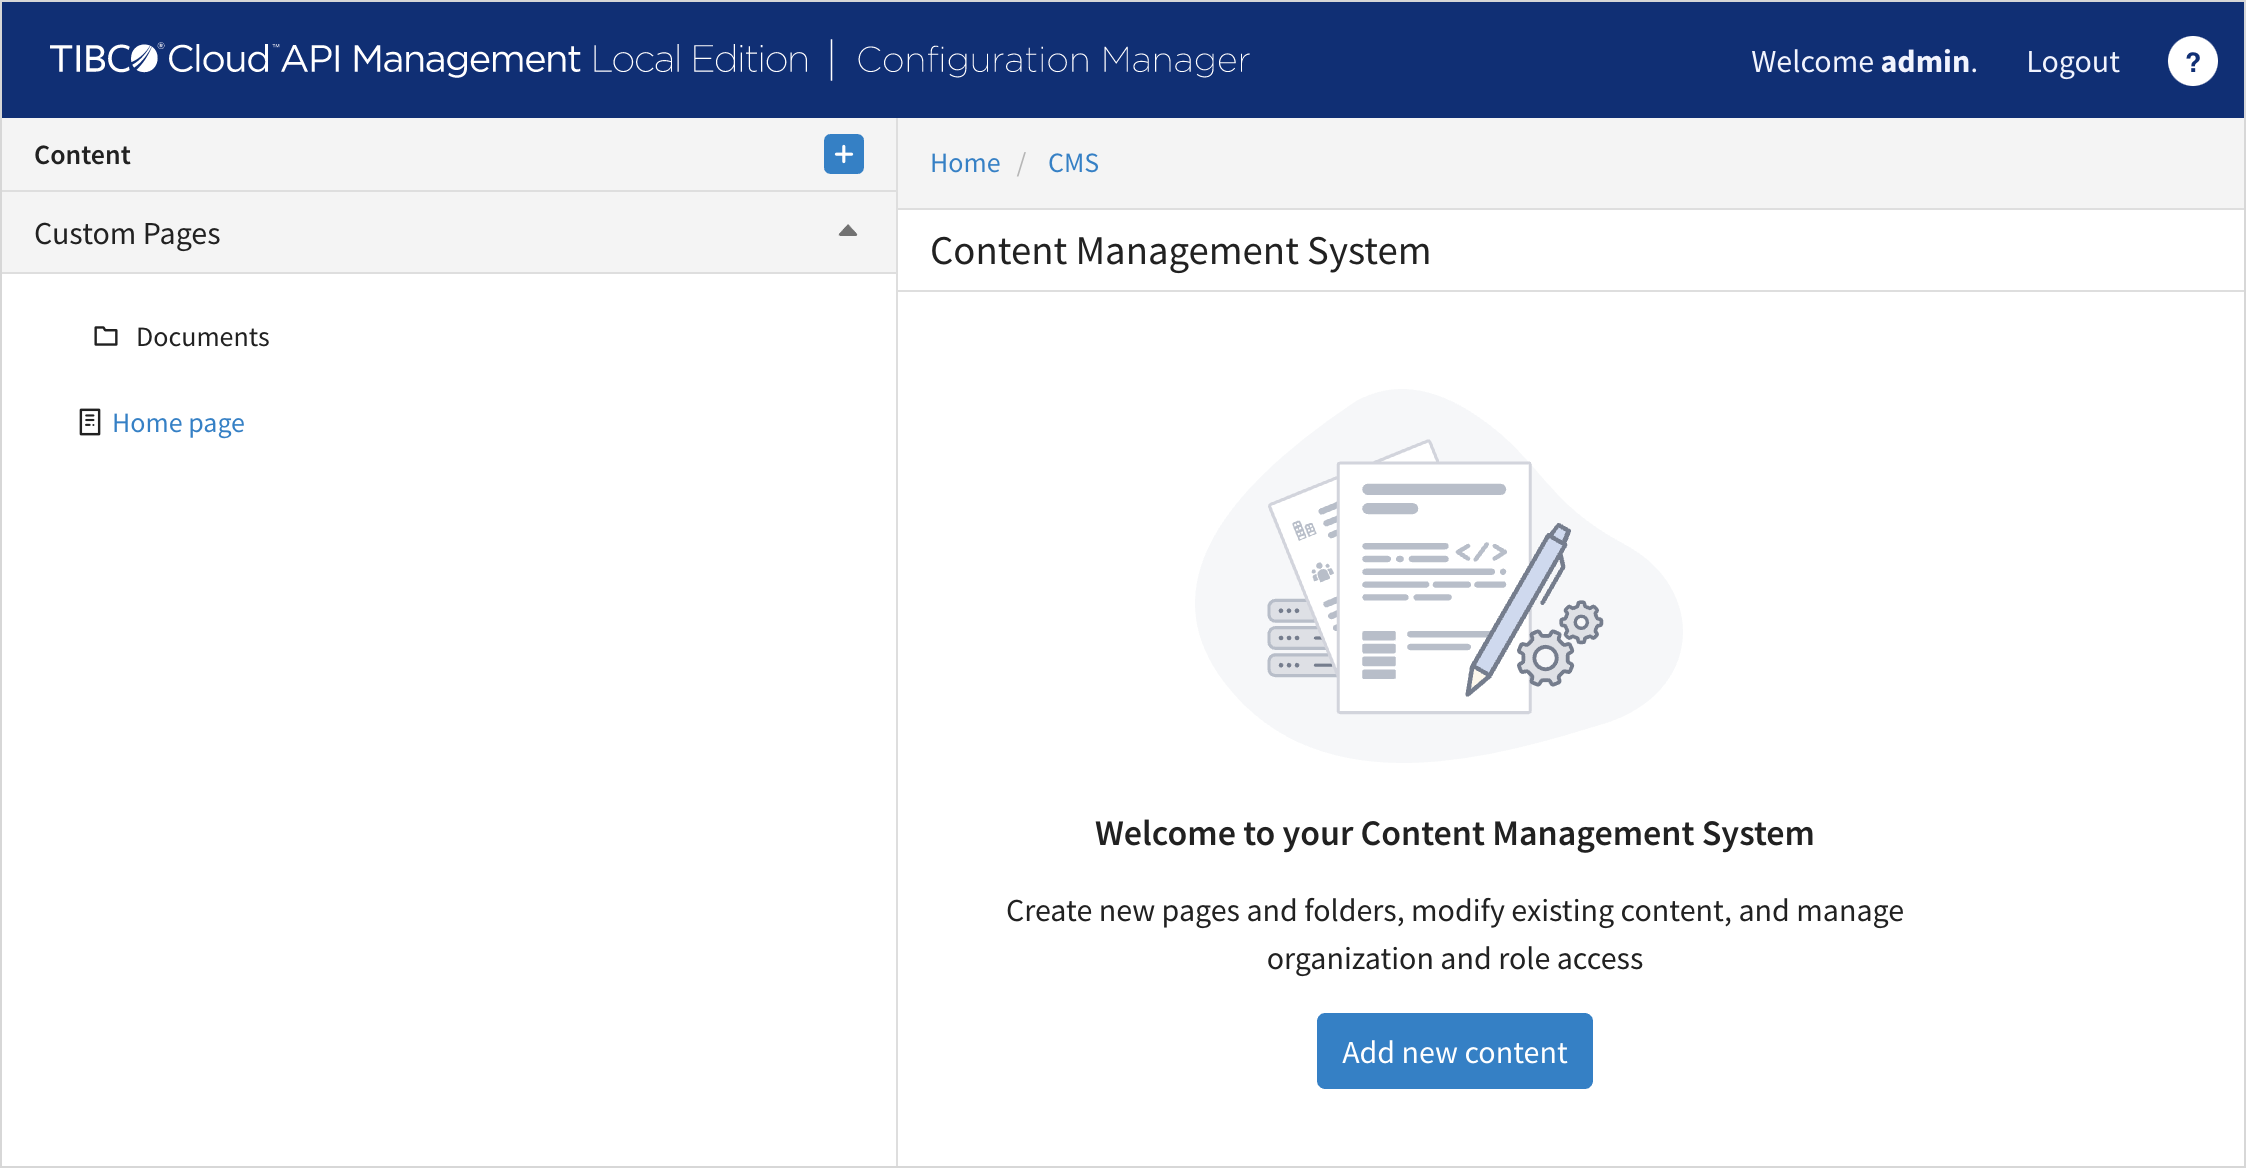 TIBCO® Cloud™ API Management Local Edition | Configuration Manager
Welcome admin. Logout ?
Content +
Home / CMS
Custom Pages
Content Management System
Documents
Home page
</>
Welcome to your Content Management System
Create new pages and folders, modify existing content, and manage
organization and role access
Add new content